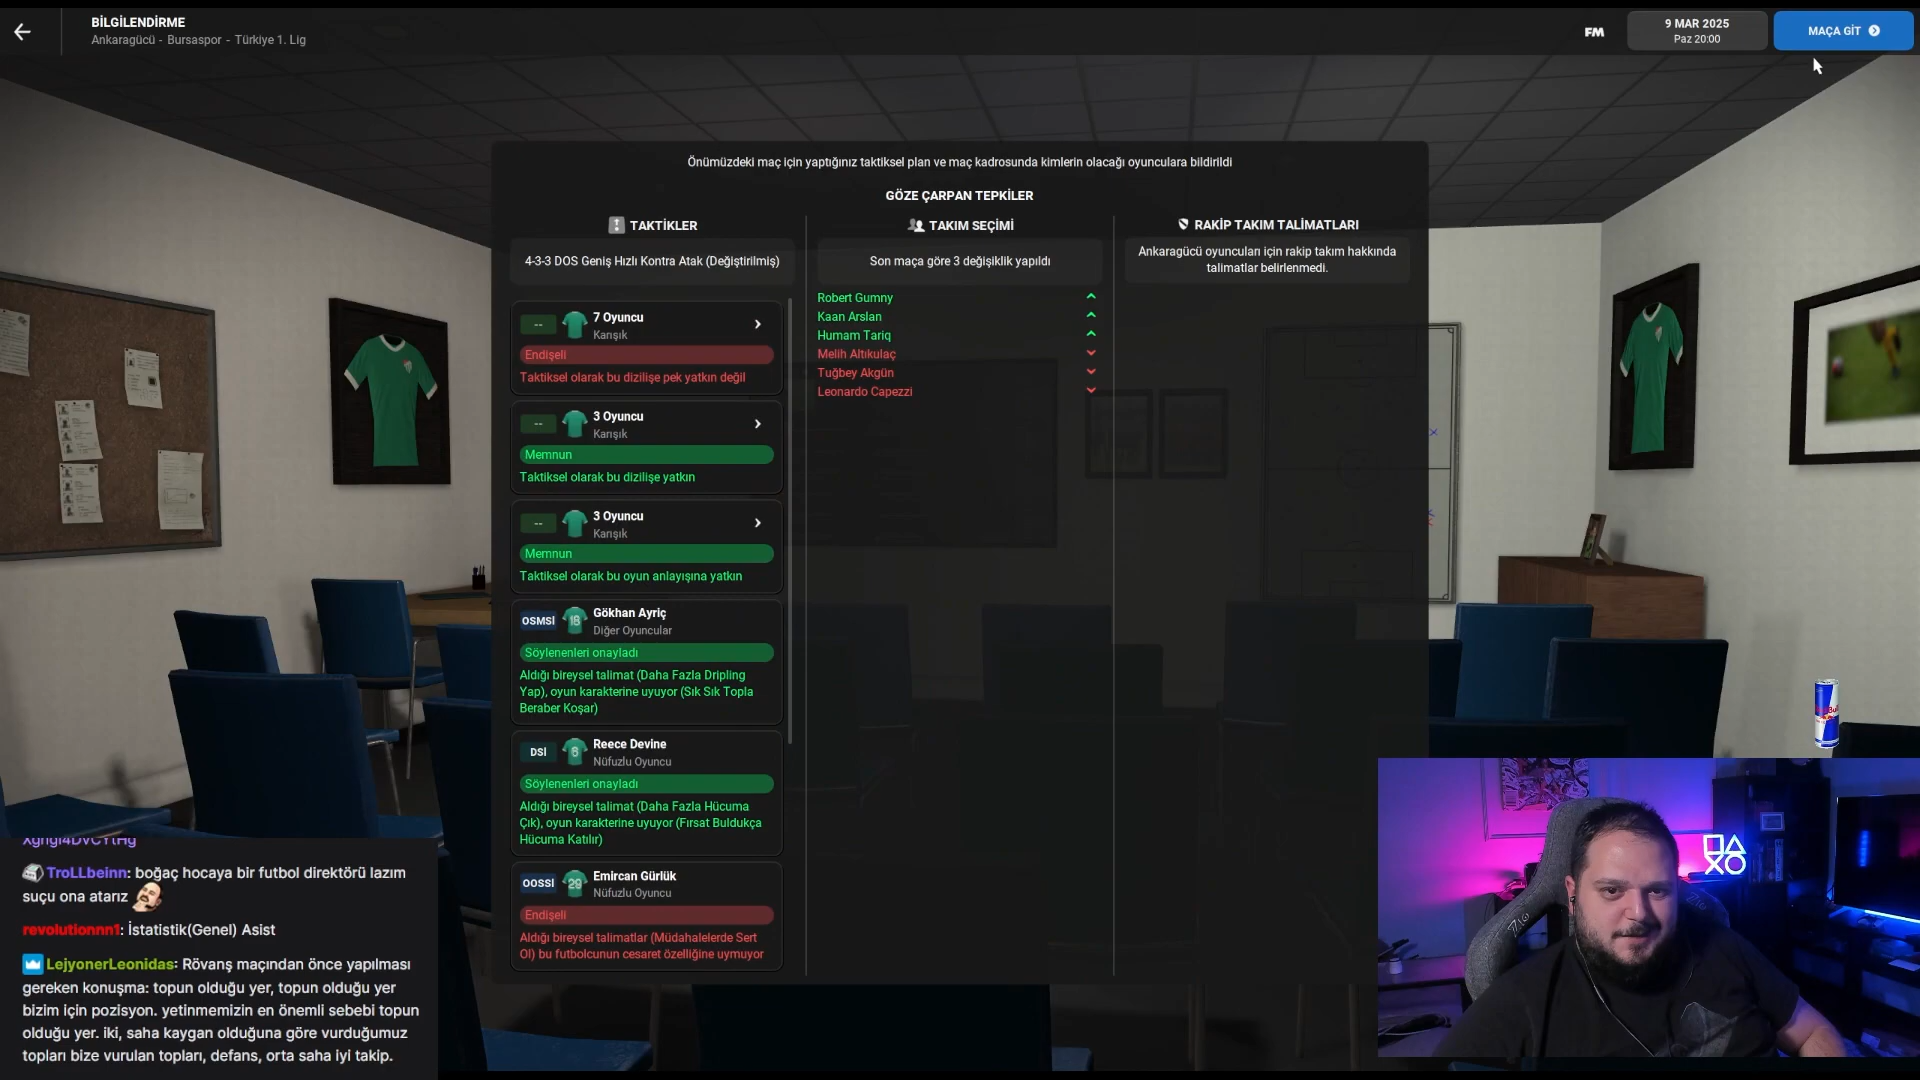 BİLGİLENDİRME
Ankaragücü - Bursaspor - Türkiye 1. Lig
FM
9 MAR 2025
Paz 20:00
MAÇA GİT
Önümüzdeki maç için yaptığınız taktiksel plan ve maç kadrosunda kimlerin olacağı oyunculara bildirildi
GÖZE ÇARPAN TEPKİLER
TAKTİKLER
4-3-3 DOS Geniş Hızlı Kontra Atak (Değiştirilmiş)
--
7 Oyuncu
Karışık
Endişeli
Taktiksel olarak bu dizilişe pek yatkın değil
--
3 Oyuncu
Karışık
Memnun
Taktiksel olarak bu dizilişe yatkın
--
3 Oyuncu
Karışık
Memnun
Taktiksel olarak bu oyun anlayışına yatkın
OSMSİ
Gökhan Ayriç
Diğer Oyuncular
Söylenenleri onayladı
Aldığı bireysel talimat (Daha Fazla Dripling
Yap), oyun karakterine uyuyor (Sık Sık Topla
Beraber Koşar)
DSİ
6
Reece Devine
Nüfuzlu Oyuncu
Söylenenleri onayladı
Aldığı bireysel talimat (Daha Fazla Hücuma
Çık), oyun karakterine uyuyor (Fırsat Buldukça
Hücuma Katılır)
OOSSI
29
Emircan Gürlük
Nüfuzlu Oyuncu
Endişeli
Aldığı bireysel talimatlar (Müdahalelerde Sert
Ol) bu futbolcunun cesaret özelliğine uymuyor
TAKIM SEÇİMİ
Son maça göre 3 değişiklik yapıldı
Robert Gumny
Kaan Arslan
Humam Tariq
Melih Altıkulaç
Tuğbey Akgün
Leonardo Capezzi
RAKİP TAKIM TALİMATLARI
Ankaragücü oyuncuları için rakip takım hakkında
talimatlar belirlenmedi.
TroLLbeinn: boğaç hocaya bir futbol direktörü lazım
suçu ona atarız
revolutionnn1: İstatistik(Genel) Asist
LejyonerLeonidas: Rövanş maçından önce yapılması
gereken konuşma: topun olduğu yer, topun olduğu yer
bizim için pozisyon. yetinmemizin en önemli sebebi topun
olduğu yer. iki, saha kaygan olduğuna göre vurduğumuz
topları bize vurulan topları, defans, orta saha iyi takip.